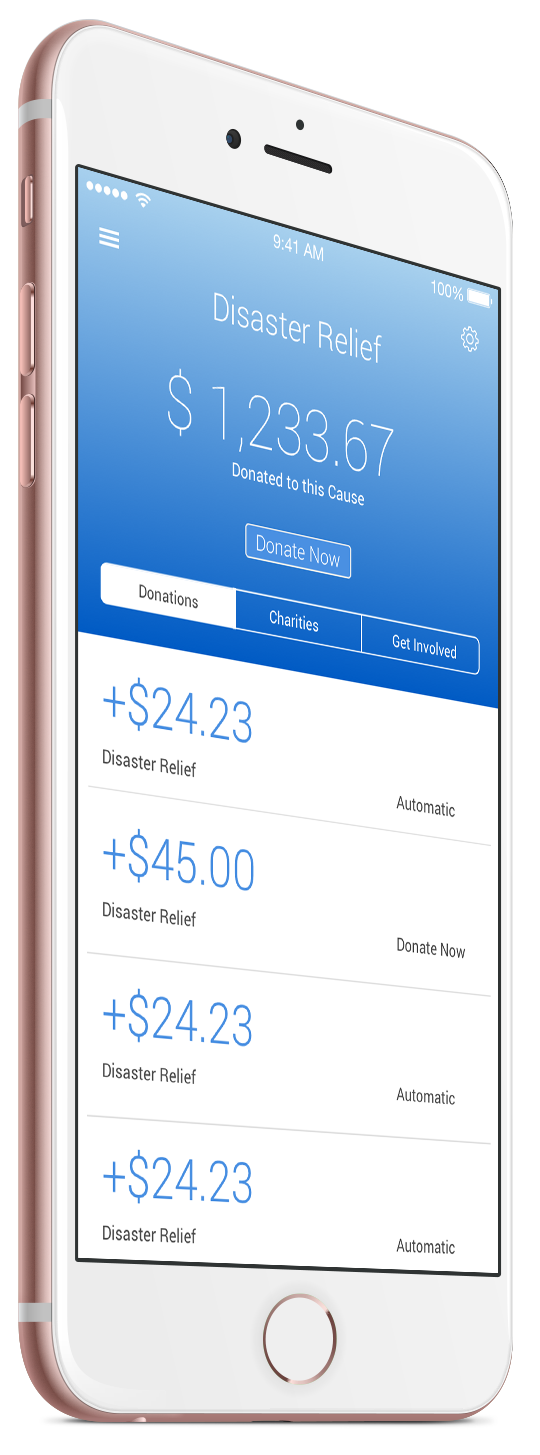 9:41 AM
100%
Disaster Relief
$ 1,233.67
Donated to this Cause
Donate Now
Donations
Charities
Get Involved
+$24.23
Disaster Relief
Automatic
+$45.00
Disaster Relief
Donate Now
+$24.23
Disaster Relief
Automatic
+$24.23
Disaster Relief
Automatic